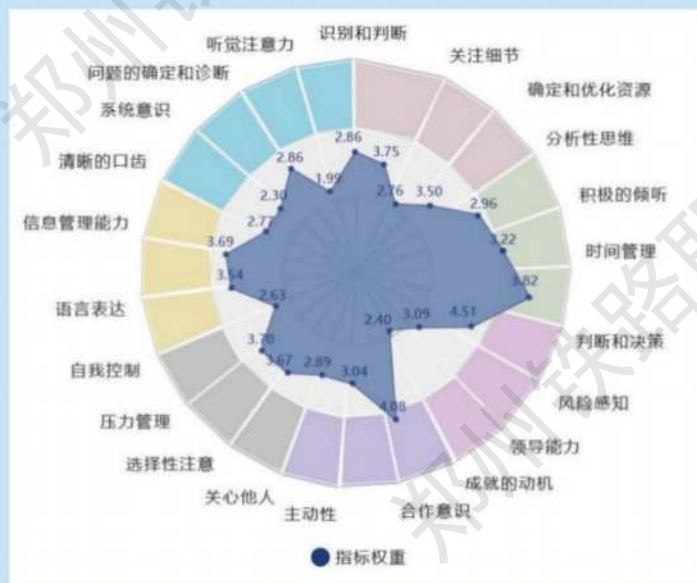 郑州铁
识别和判断
听觉注意力
关注细节
问题的确定和诊断
确定和优化资源
系统意识
分析性思维
清晰的口齿
积极的倾听
信息管理能力
时间管理
语言表达
判断和决策
自我控制
风险感知
压力管理
领导能力
选择性注意
成就的动机
关心他人
合作意识
主动性
2.86
3.75
2.86
1.99
2.76
3.50
2.96
2.30
2.77
3.22
3.69
3.54
3.82
2.63
4.51
3.09
2.40
3.70
3.67
2.89
3.04
4.08
指标权重
郑州铁路职